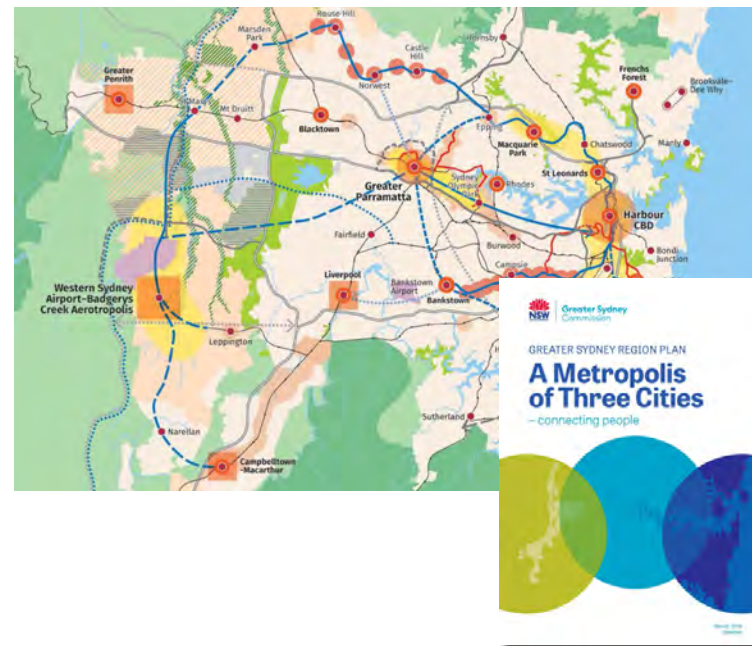 Rouse Hill
Marsden
Park
Hornsby
Castle
Hill
Norwest
Frenchs
Forest
Greater
Penrith
Brookvale–
Dee Why
Mt Druitt
Blacktown
Epping
Macquarie
Park
Chatswood
Manly
St Leonards
Greater
Parramatta
Sydney
Olympic
Park
Rhodes
Harbour
CBD
Fairfield
Burwood
Bondi
Junction
Liverpool
Bankstown
Airport
Campsie
Bankstown
Western Sydney
Airport–Badgerys
Creek Aerotropolis
Leppington
Narellan
Sutherland
Campbelltown
-Macarthur
NSW
GOVERNMENT
Greater Sydney
Commission
GREATER SYDNEY REGION PLAN
A Metropolis
of Three Cities
– connecting people